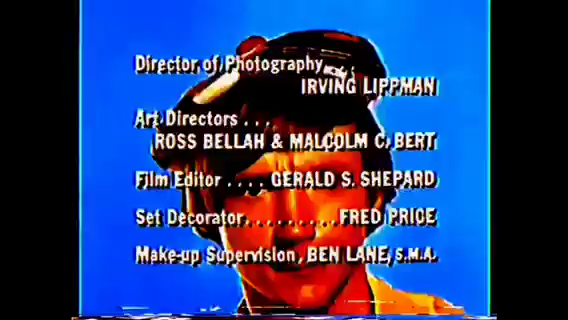 Director of Photography. . .
IRVING LIPPMAN
Art Directors . . .
ROSS BELLAH & MALCOLM C. BERT
Film Editor . . . . GERALD S. SHEPARD
Set Decorator. . . . . . . . . FRED PRICE
Make-up Supervision, BEN LANE, S.M.A.